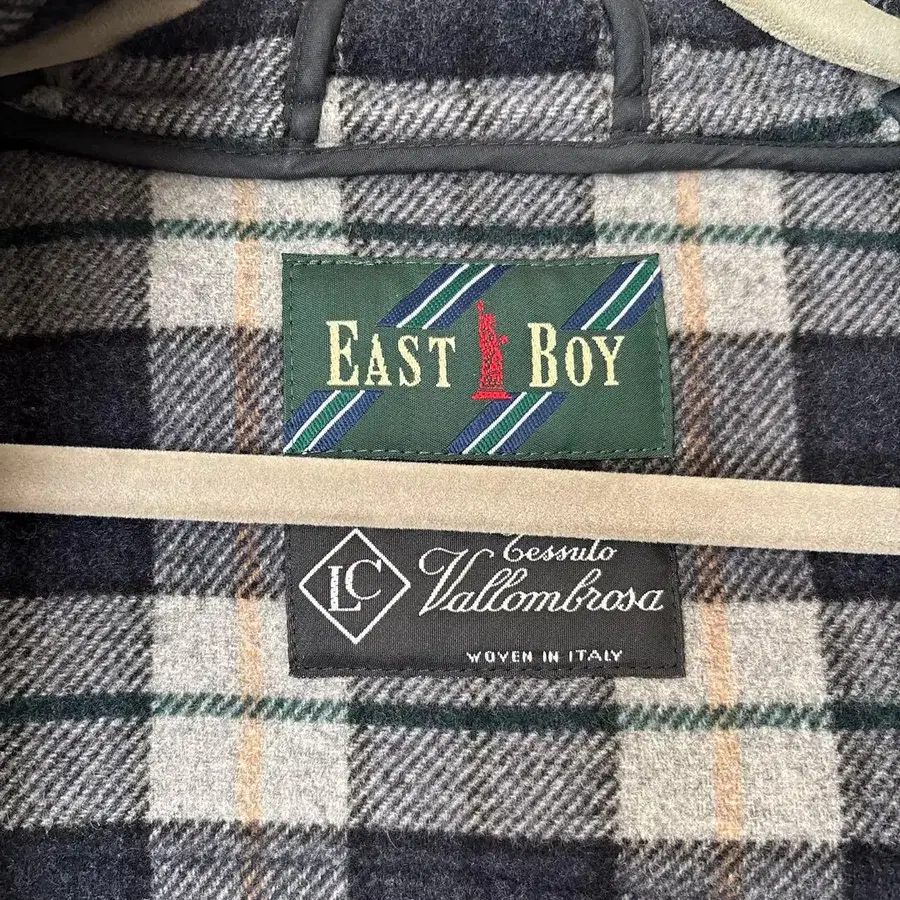 EAST BOY
LC
Tessuto
Vallombrosa
WOVEN IN ITALY